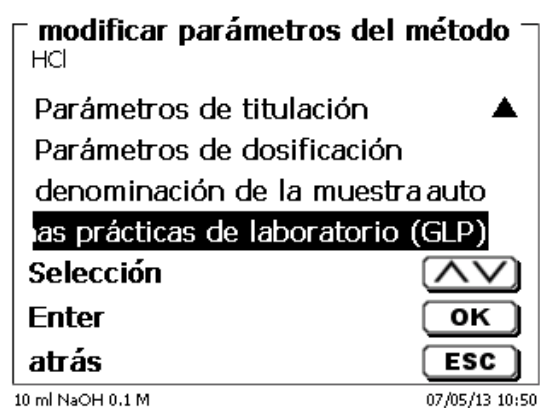 modificar parámetros del método
HCl
Parámetros de titulación
Parámetros de dosificación
denominación de la muestra auto
prácticas de laboratorio (GLP)
Selección
Enter
OK
atrás
ESC
10 ml NaOH 0.1 M
07/05/13 10:50